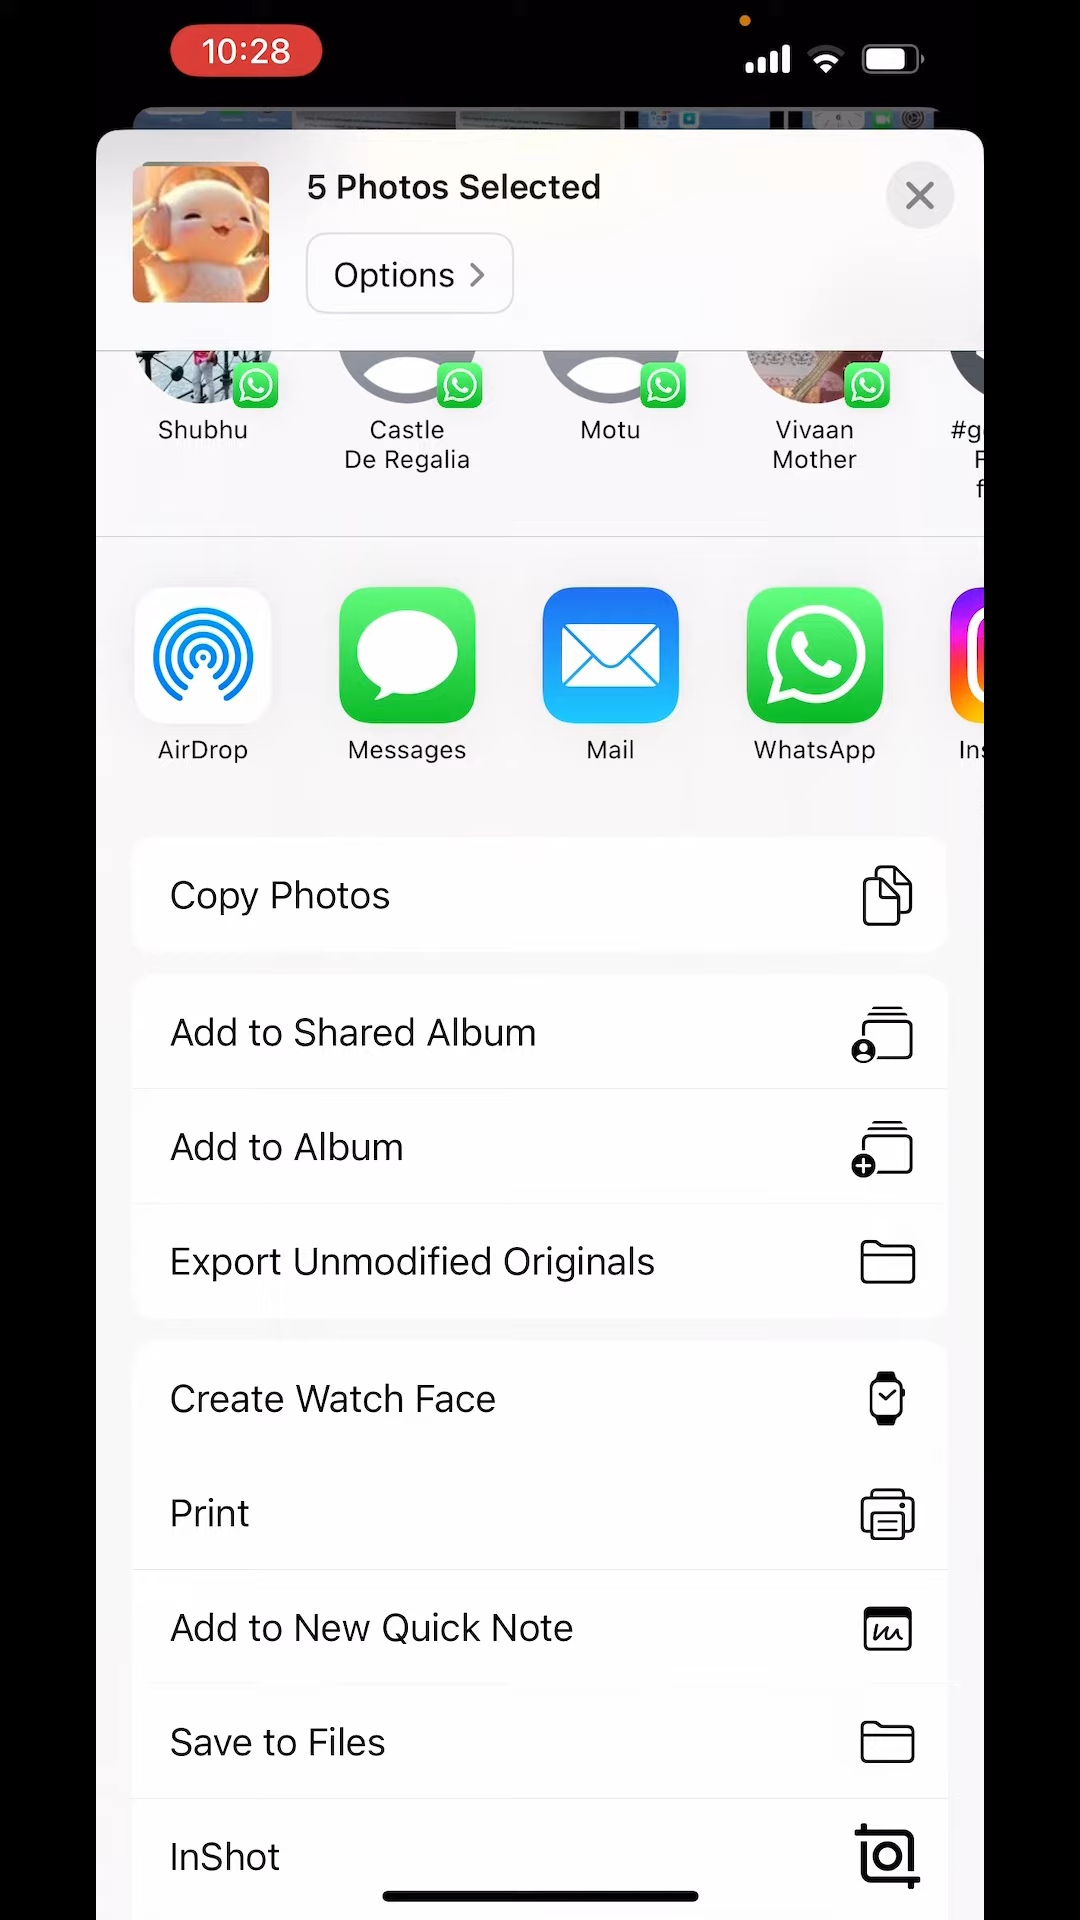 10:28
5 Photos Selected
Options
Shubhu
Castle
De Regalia
Motu
Vivaan
Mother
AirDrop
Messages
Mail
WhatsApp
Copy Photos
Add to Shared Album
Add to Album
Export Unmodified Originals
Create Watch Face
Print
Add to New Quick Note
Save to Files
InShot